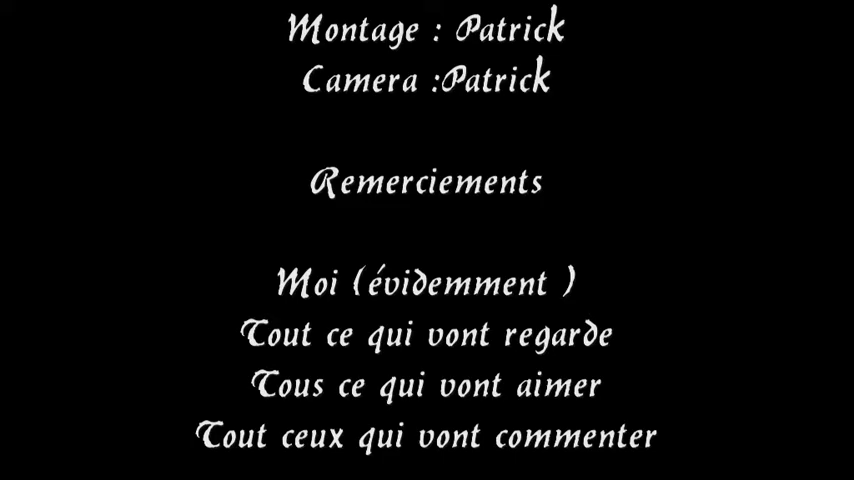 Montage : Patrick
Camera :Patrick
Remerciements
Moi (évidemment )
Tout ce qui vont regarde
Tous ce qui vont aimer
Tout ceux qui vont commenter